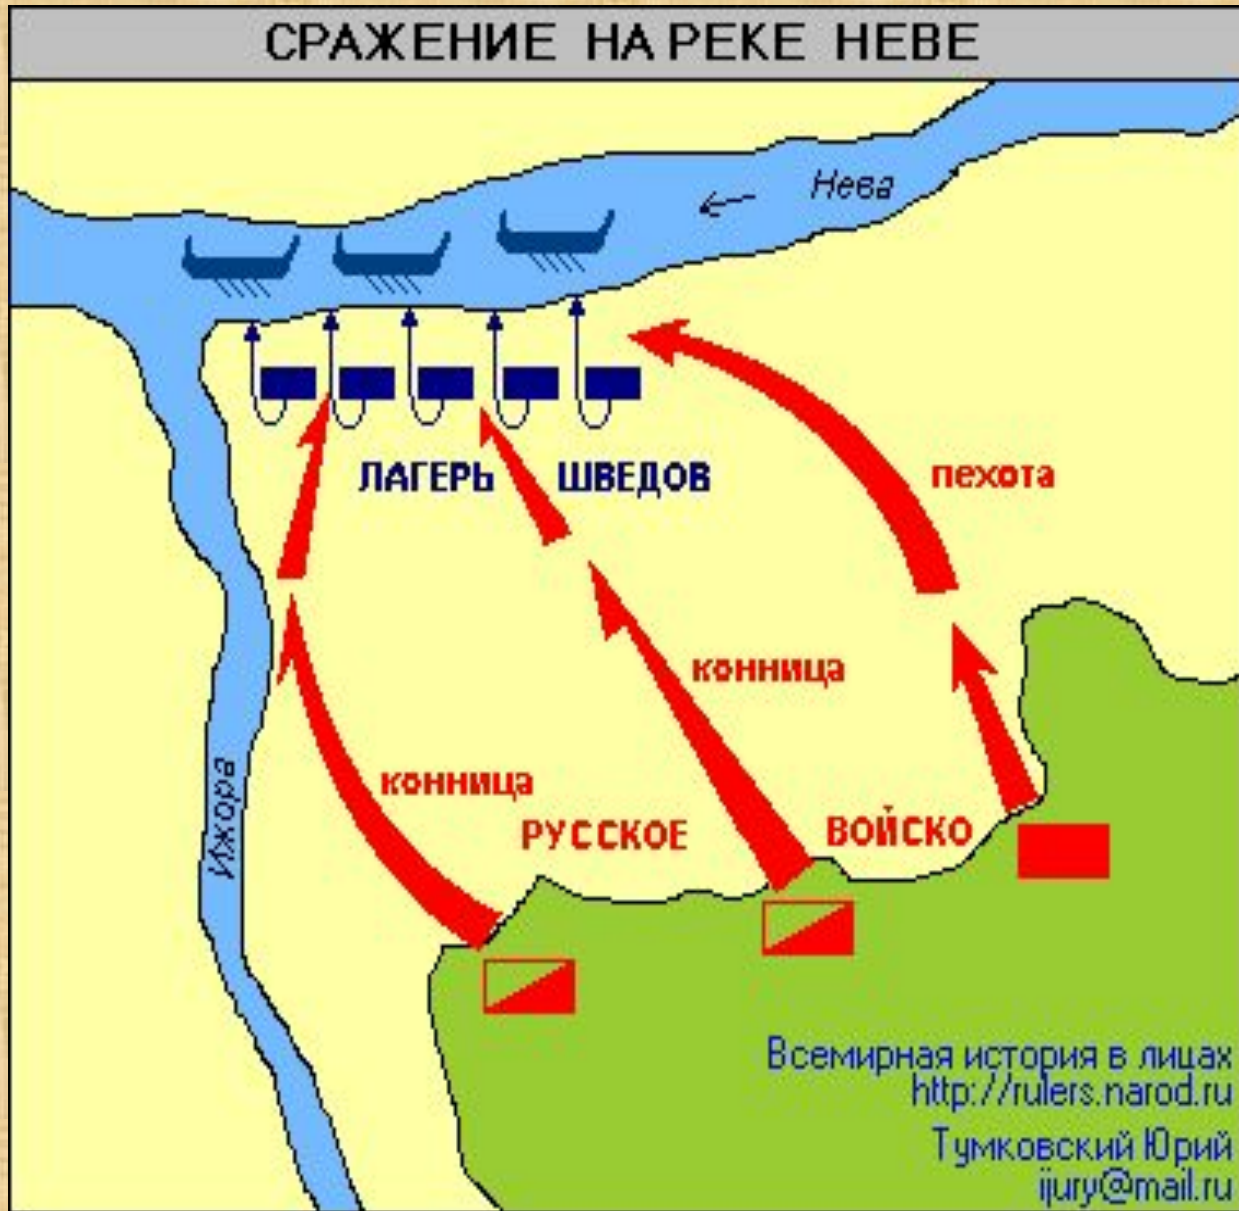 СРАЖЕНИЕ НА РЕКЕ НЕВЕ
Нева
ЛАГЕРЬ ШВЕДОВ
пехота
конница
конница
Ижора
РУССКОЕ ВОЙСКО
Всемирная история в лицах
http://rulers.narod.ru
Тумковский Юрий
ijury@mail.ru